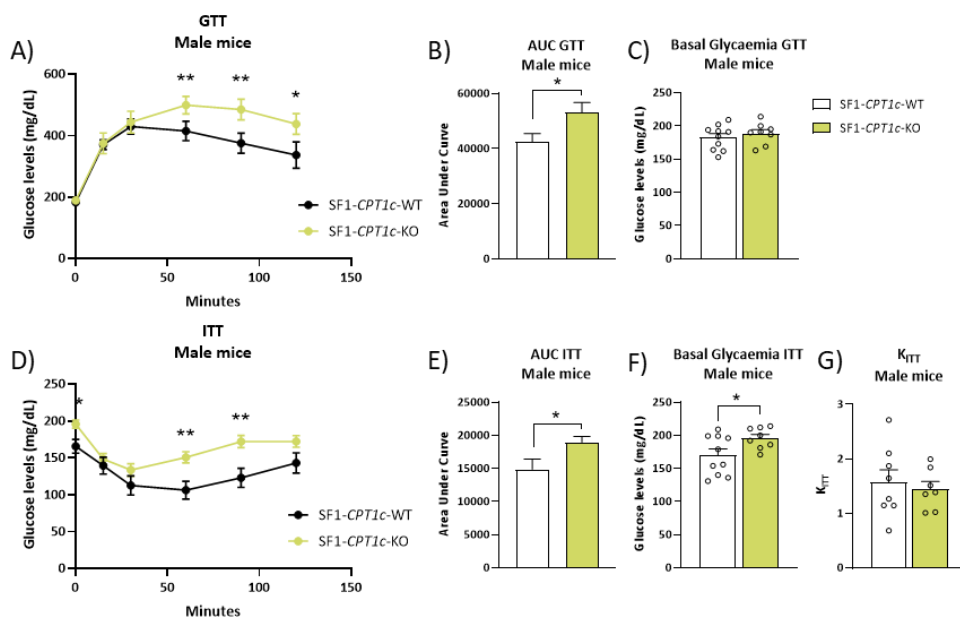 GTT
Male mice
A)
Glucose levels (mg/dL)
600
400
200
0
** ** *
SF1-CPT1c-WT
SF1-CPT1c-KO
0 50 100 150
Minutes
B)
AUC GTT
Male mice
*
Area Under Curve
60000
40000
20000
0
C)
Basal Glycaemia GTT
Male mice
Glucose levels (mg/dL)
250
200
150
100
50
0
SF1-CPT1c-WT
SF1-CPT1c-KO
ITT
Male mice
D)
Glucose levels (mg/dL)
250
200
150
100
50
0
* ** **
SF1-CPT1c-WT
SF1-CPT1c-KO
0 50 100 150
Minutes
E)
AUC ITT
Male mice
*
Area Under Curve
25000
20000
15000
10000
5000
0
F)
Basal Glycaemia ITT
Male mice
*
Glucose levels (mg/dL)
250
200
150
100
50
0
G)
KITT
Male mice
KITT
3
2
1
0